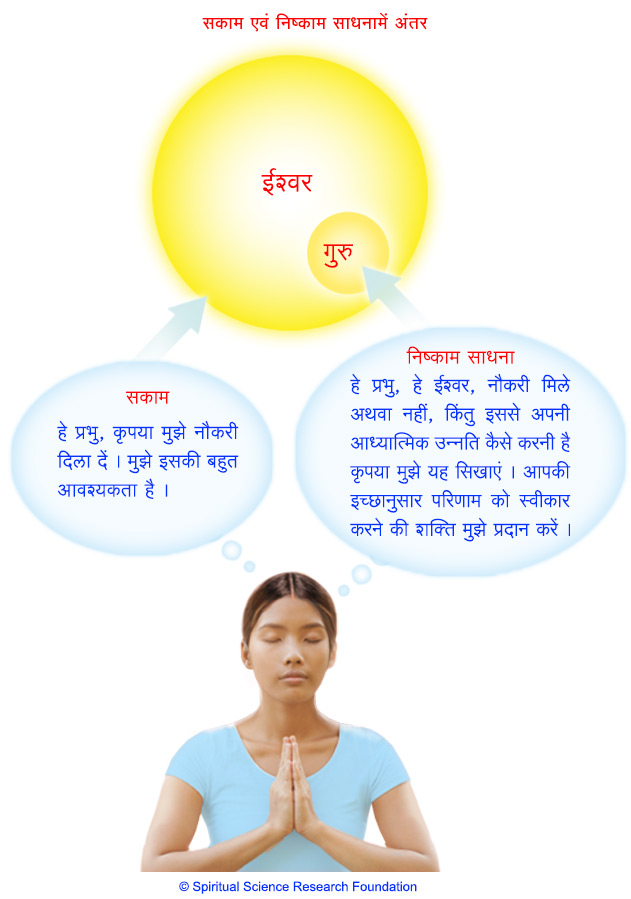 सकाम एवं निष्काम साधनामें अंतर
ईश्वर
गुरु
सकाम
हे प्रभु, कृपया मुझे नौकरी
दिला दें । मुझे इसकी बहुत
आवश्यकता है ।
निष्काम साधना
हे प्रभु, हे ईश्वर, नौकरी मिले
अथवा नहीं, किंतु इससे अपनी
आध्यात्मिक उन्नति कैसे करनी है
कृपया मुझे यह सिखाएं । आपकी
इच्छानुसार परिणाम को स्वीकार
करने की शक्ति मुझे प्रदान करें ।
© Spiritual Science Research Foundation